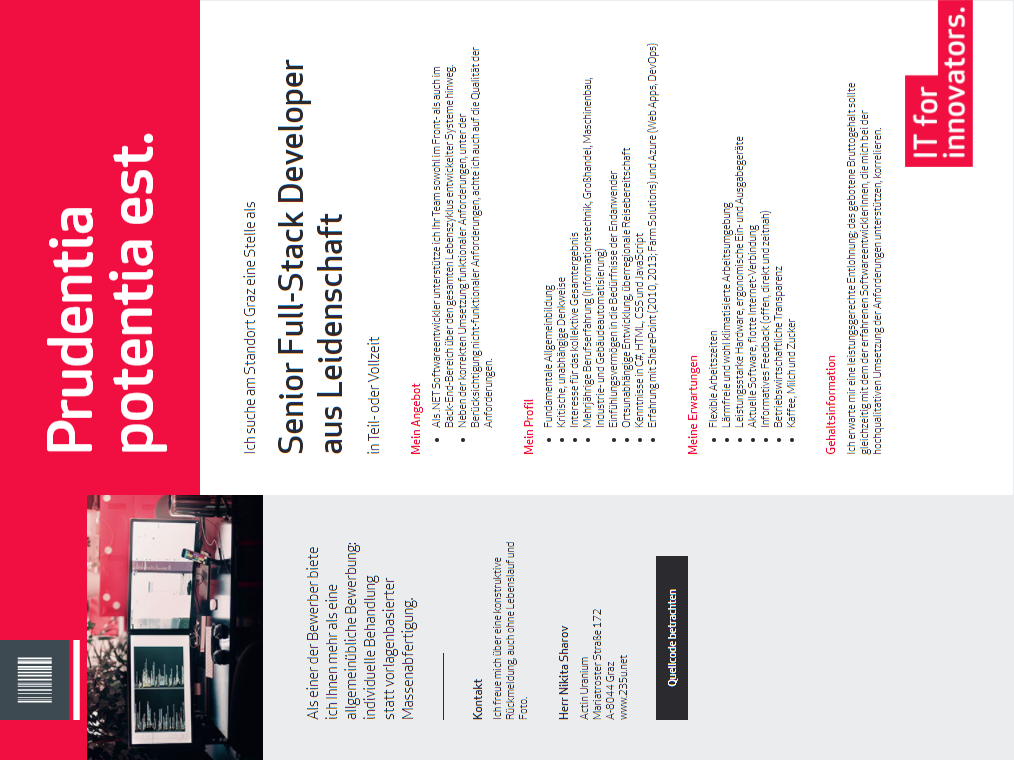 Prudentia
potentia est.
Ich suche am Standort Graz eine Stelle als
Senior Full-Stack Developer
aus Leidenschaft
in Teil- oder Vollzeit
Mein Angebot
• Als .NET Softwareentwickler unterstütze ich Ihr Team sowohl im Front- als auch im
Back-End-Bereich über den gesamten Lebenszyklus entwickelter Systeme hinweg.
• Neben der korrekten Umsetzung funktionaler Anforderungen, unter der
Berücksichtigung nicht-funktionaler Anforderungen, achte ich auch auf die Qualität der
Anforderungen.
Mein Profil
• Fundamentale Allgemeinbildung
• Kritische, unabhängige Denkweise
• Interesse für das kollektive Gesamtergebnis
• Mehrjährige Berufserfahrung (Informationstechnik, Großhandel, Maschinenbau,
Industrie- und Gebäudeautomatisierung)
• Einfühlungsvermögen in die Bedürfnisse der Endanwender
• Ortsunabhängige Entwicklung, überregionale Reisebereitschaft
• Kenntnisse in C#, HTML, CSS und JavaScript
• Erfahrung mit SharePoint (2010, 2013; Farm Solutions) und Azure (Web Apps, DevOps)
Meine Erwartungen
• Flexible Arbeitszeiten
• Lärmfreie und wohl klimatisierte Arbeitsumgebung
• Leistungsstarke Hardware, ergonomische Ein- und Ausgabegeräte
• Aktuelle Software, flotte Internet-Verbindung
• Informatives Feedback (offen, direkt und zeitnah)
• Betriebswirtschaftliche Transparenz
• Kaffee, Milch und Zucker
Gehaltsinformation
Ich erwarte mir eine leistungsgerechte Entlohnung: das gebotene Bruttogehalt sollte
gleichzeitig mit dem der erfahrenen SoftwareentwicklerInnen, die mich bei der
hochqualitativen Umsetzung der Anforderungen unterstützen, korrelieren.
IT for
innovators.
Als einer der Bewerber biete
ich Ihnen mehr als eine
allgemeinübliche Bewerbung:
individuelle Behandlung
statt vorlagenbasierter
Massenabfertigung.
Kontakt
Ich freue mich über eine konstruktive
Rückmeldung, auch ohne Lebenslauf und
Foto.
Herr Nikita Sharov
Actin Uranium
Mariatroster Straße 172
A-8044 Graz
www.235u.net
Quellcode betrachten